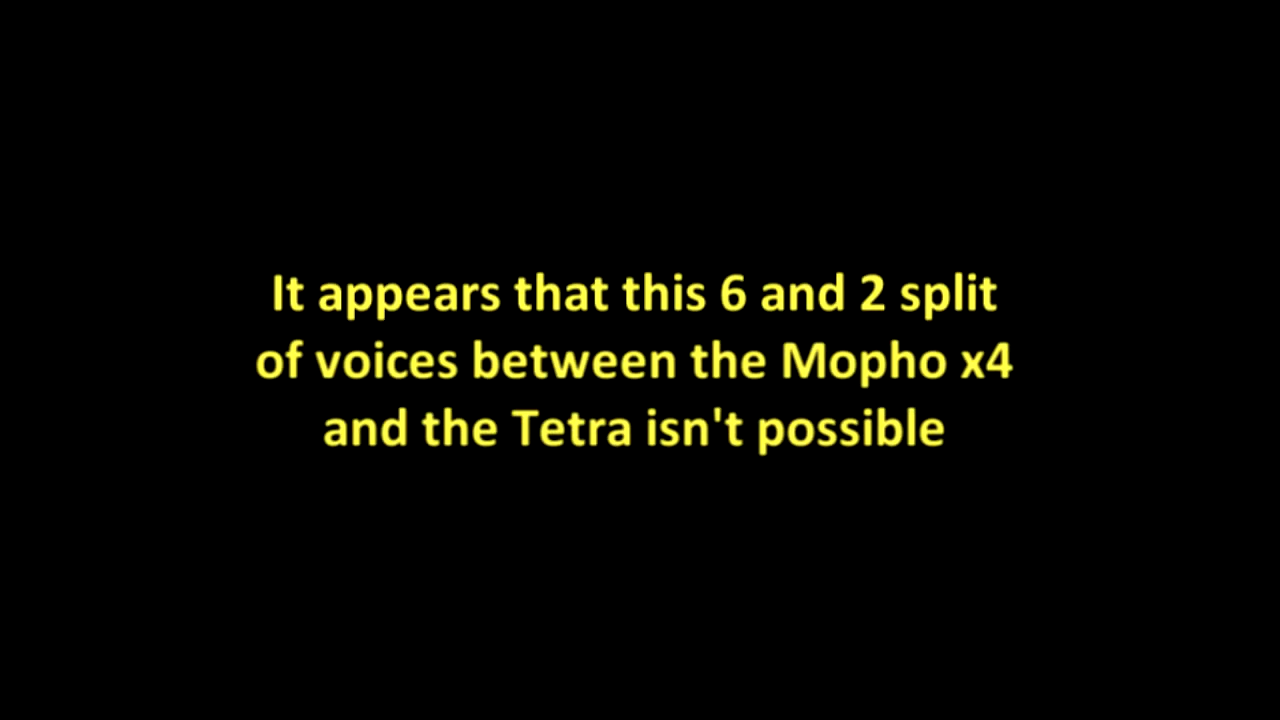 It appears that this 6 and 2 split
of voices between the Mopho x4
and the Tetra isn't possible